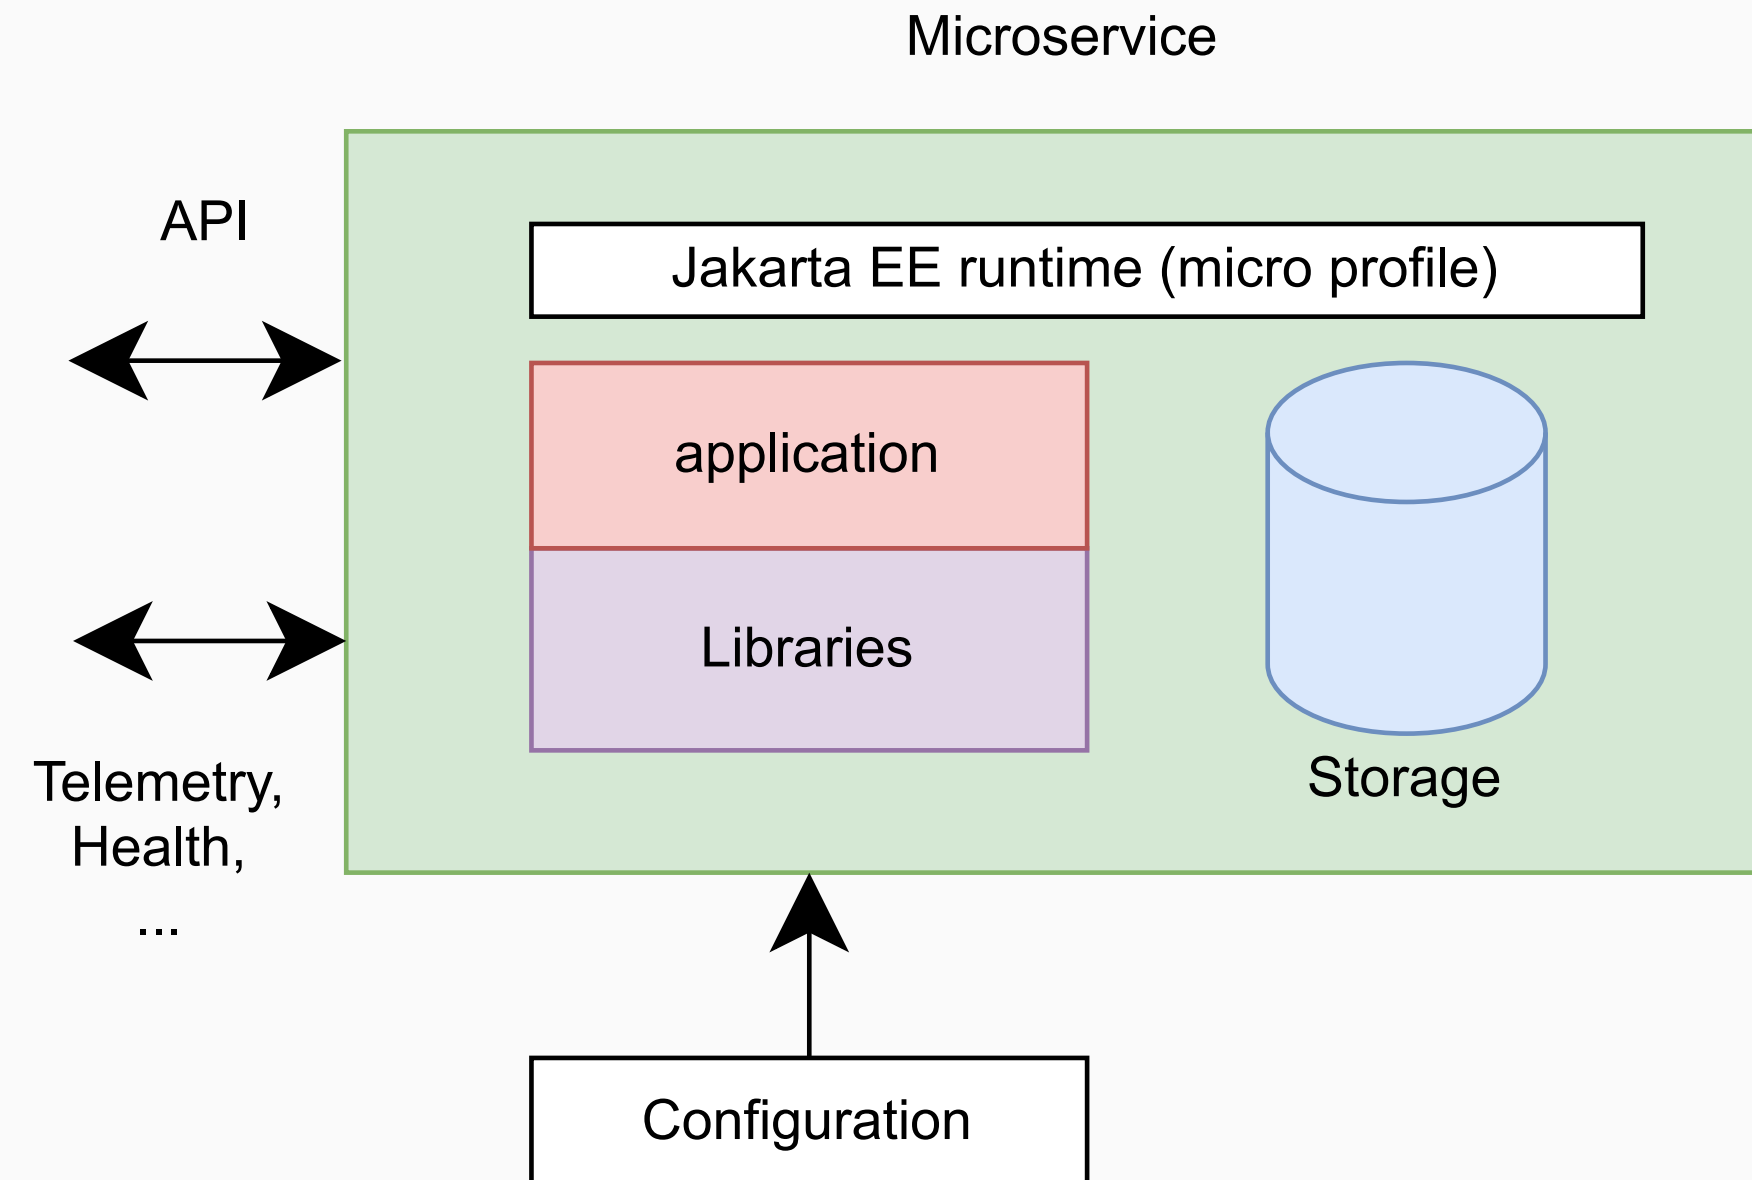 Microservice
API
Jakarta EE runtime (micro profile)
application
Libraries
Storage
Telemetry,
Health,
...
Configuration